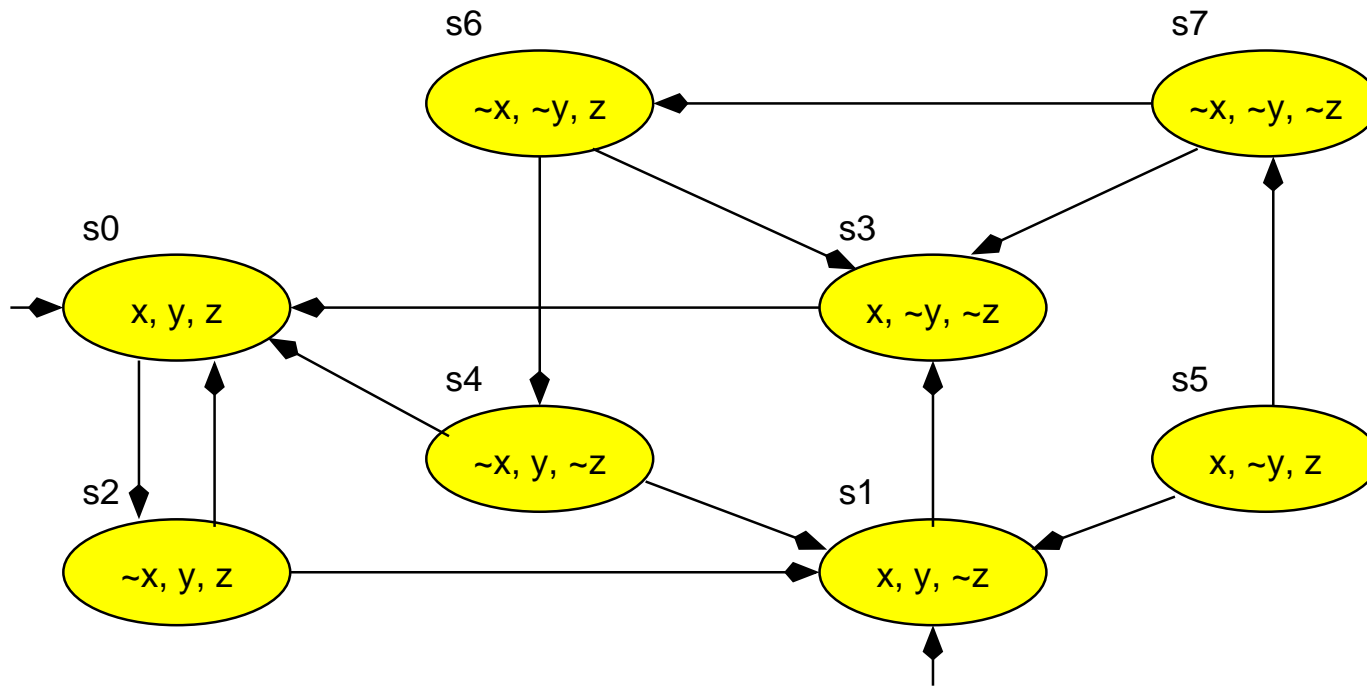 s6
s7
~x, ~y, z
~x, ~y, ~z
s0
s3
x, y, z
x, ~y, ~z
s4
s5
~x, y, ~z
x, ~y, z
s2
s1
~x, y, z
x, y, ~z